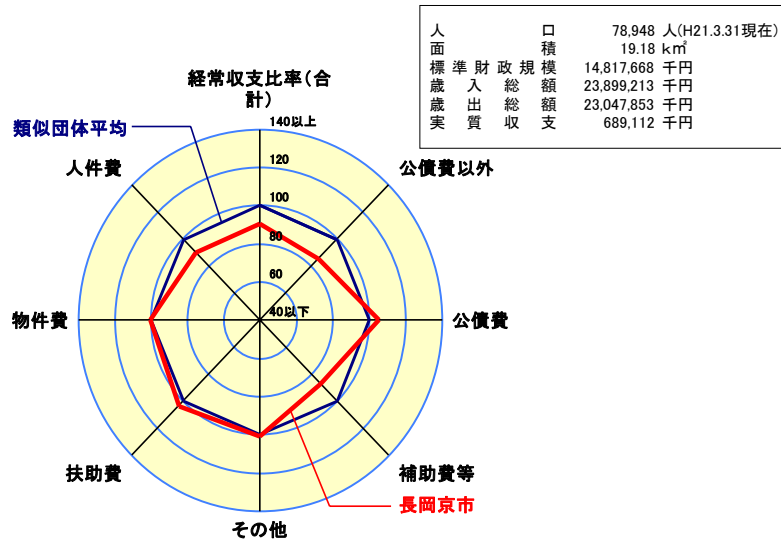 人口 78,948 人(H21.3.31現在)
面積 19.18 k㎡
標準財政規模 14,817,668 千円
歳入総額 23,899,213 千円
歳出総額 23,047,853 千円
実質収支 689,112 千円
経常収支比率(合
計)
140以上
類似団体平均
人件費
120
公債費以外
100
80
60
40以下
物件費
公債費
扶助費
補助費等
長岡京市
その他